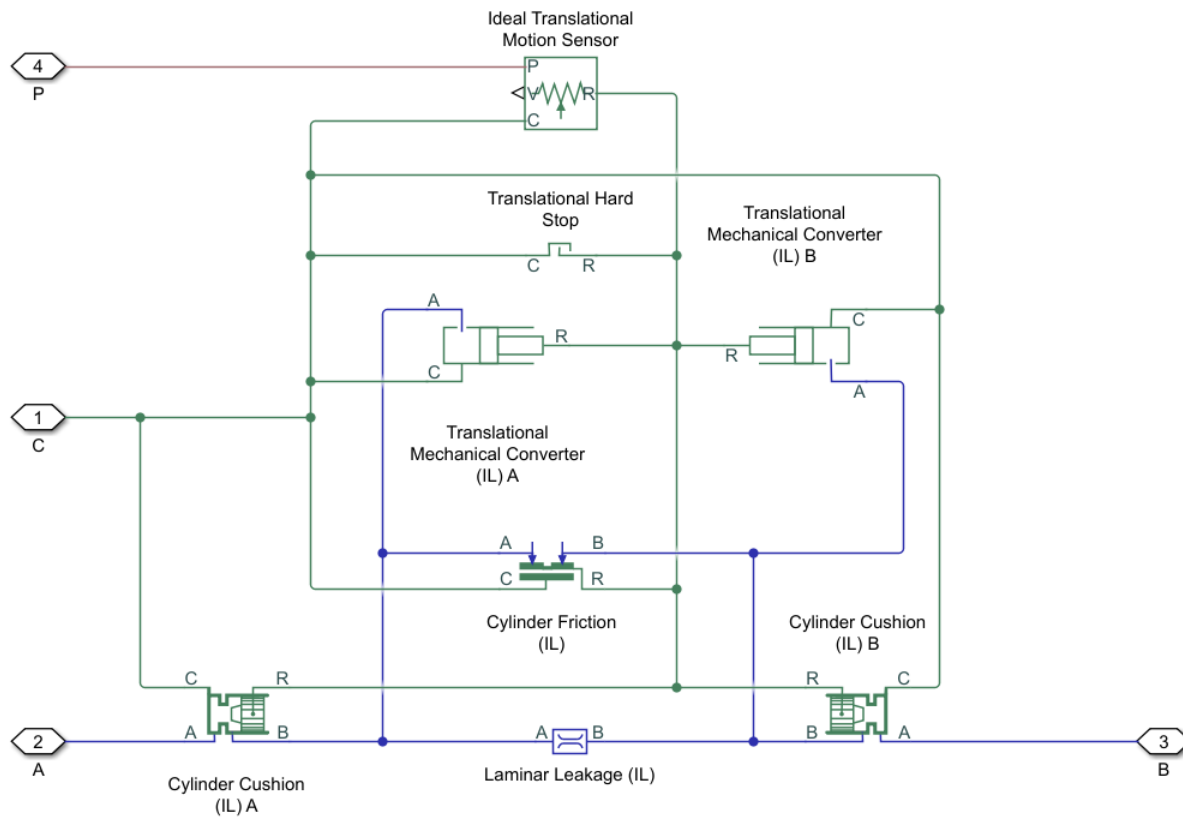 Ideal Translational
Motion Sensor
4
P
P
V
R
C
Translational Hard
Stop
C
R
Translational
Mechanical Converter
(IL) B
A
R
C
C
R
A
1
C
Translational
Mechanical Converter
(IL) A
A
B
C
R
Cylinder Friction
(IL)
Cylinder Cushion
(IL) B
C
R
R
C
A
B
A
B
B
A
2
A
3
B
Laminar Leakage (IL)
Cylinder Cushion
(IL) A